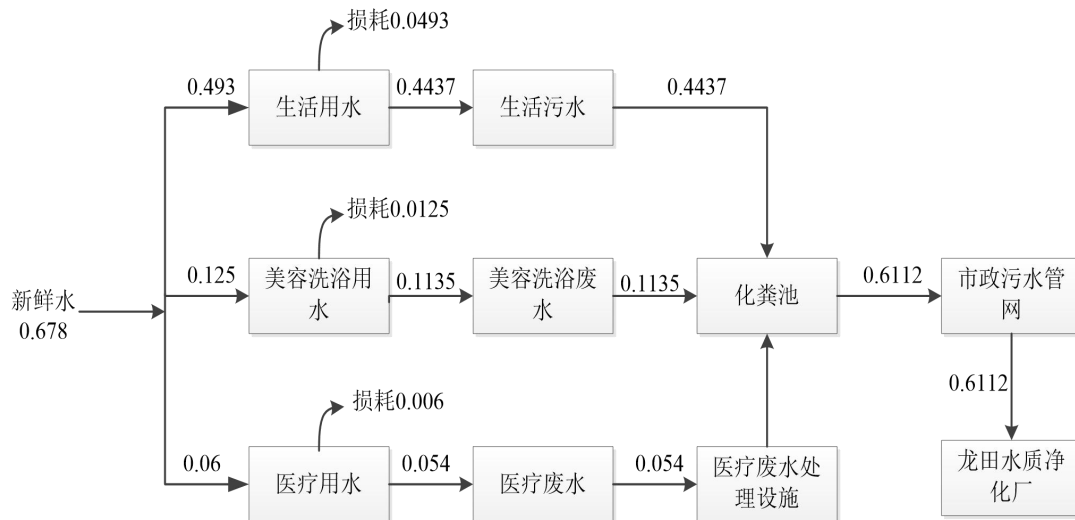 损耗0.0493
0.493
生活用水
0.4437
生活污水
0.4437
损耗0.0125
0.125
美容洗浴用
水
0.1135
美容洗浴废
水
0.1135
化粪池
0.6112
市政污水管
网
新鲜水
0.678
0.6112
损耗0.006
0.06
医疗用水
0.054
医疗废水
0.054
医疗废水处
理设施
龙田水质净
化厂